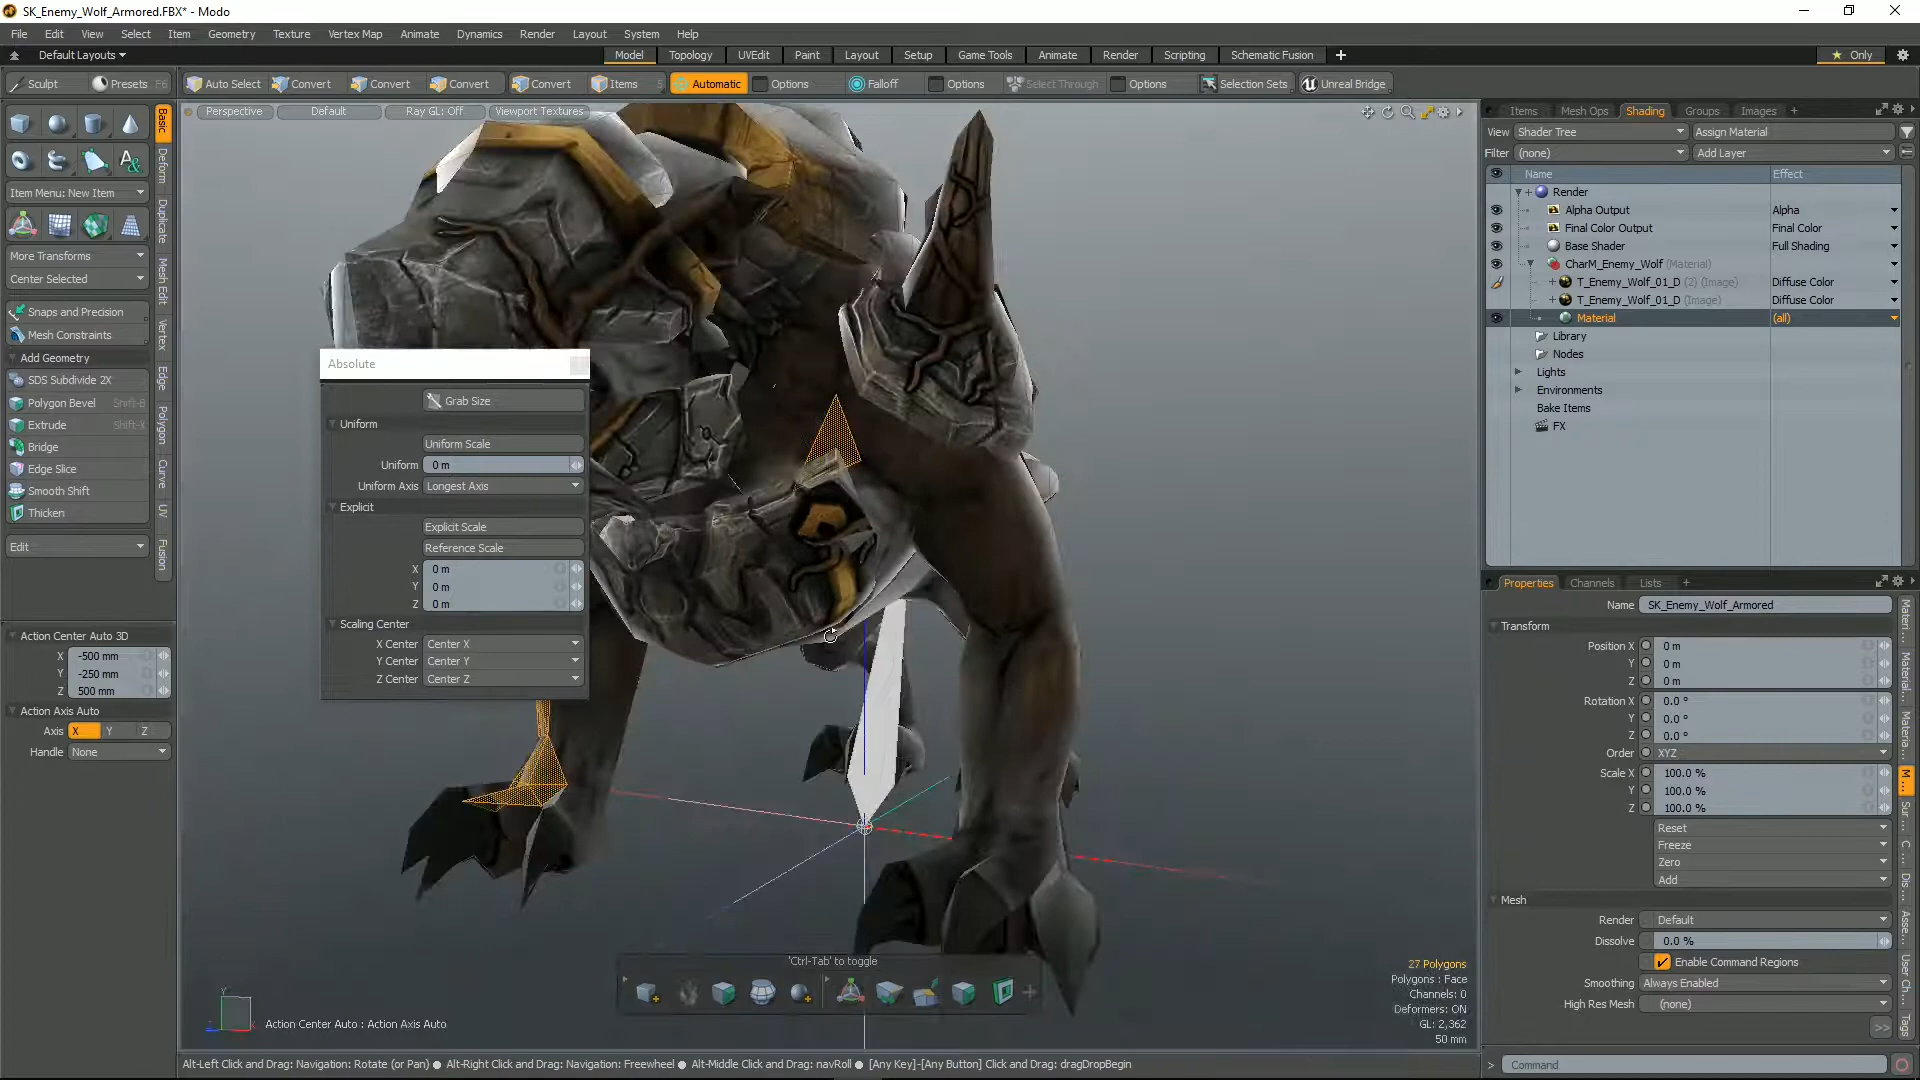 SK_Enemy_Wolf_Armored.FBX* - Modo
File Edit View Select Item Geometry Texture Vertex Map Animate Dynamics Render Layout System Help
Default Layouts Model Topology UVEdit Paint Layout Setup Game Tools Animate Render Scripting Schematic Fusion + Only
Sculpt Presets F6 Auto Select Convert Convert Convert Convert Items Automatic Options Falloff Options Select Through Options Selection Sets Unreal Bridge
Perspective Default Ray GL: Off Viewport Textures
Basic
Deform
Duplicate
Mesh Edit
Vertex
Edge
Polygon
Curve
UV
Fusion
Item Menu: New Item
More Transforms
Center Selected
Snaps and Precision
Mesh Constraints
Add Geometry
SDS Subdivide 2X
Polygon Bevel Shift-B
Extrude Shift-X
Bridge
Edge Slice
Smooth Shift
Thicken
Edit
Action Center Auto 3D
X -500 mm
Y -250 mm
Z 500 mm
Action Axis Auto
Axis X Y Z
Handle None
Absolute
Grab Size
Uniform
Uniform Scale
Uniform 0 m
Uniform Axis Longest Axis
Explicit
Explicit Scale
Reference Scale
X 0 m
Y 0 m
Z 0 m
Scaling Center
X Center Center X
Y Center Center Y
Z Center Center Z
'Ctrl-Tab' to toggle
27 Polygons
Polygons : Face
Channels: 0
Deformers: ON
GL: 2,362
50 mm
Action Center Auto : Action Axis Auto
Items Mesh Ops Shading Groups Images +
View Shader Tree Assign Material
Filter (none) Add Layer
Name Effect
Render
Alpha Output Alpha
Final Color Output Final Color
Base Shader Full Shading
CharM_Enemy_Wolf (Material)
T_Enemy_Wolf_01_D (2) (Image) Diffuse Color
T_Enemy_Wolf_01_D (Image) Diffuse Color
Material (all)
Library
Nodes
Lights
Environments
Bake Items
FX
Properties Channels Lists +
Name SK_Enemy_Wolf_Armored
Transform
Position X 0 m
Y 0 m
Z 0 m
Rotation X 0.0 °
Y 0.0 °
Z 0.0 °
Order XYZ
Scale X 100.0 %
Y 100.0 %
Z 100.0 %
Reset
Freeze
Zero
Add
Mesh
Render Default
Dissolve 0.0 %
Enable Command Regions
Smoothing Always Enabled
High Res Mesh (none)
>>
Materi...
Material...
Materia...
M ...
Sur ...
C ...
Dis ...
Asse...
User Ch...
Tags
Alt-Left Click and Drag: Navigation: Rotate (or Pan) ● Alt-Right Click and Drag: Navigation: Freewheel ● Alt-Middle Click and Drag: navRoll ● [Any Key]-[Any Button] Click and Drag: dragDropBegin
> Command